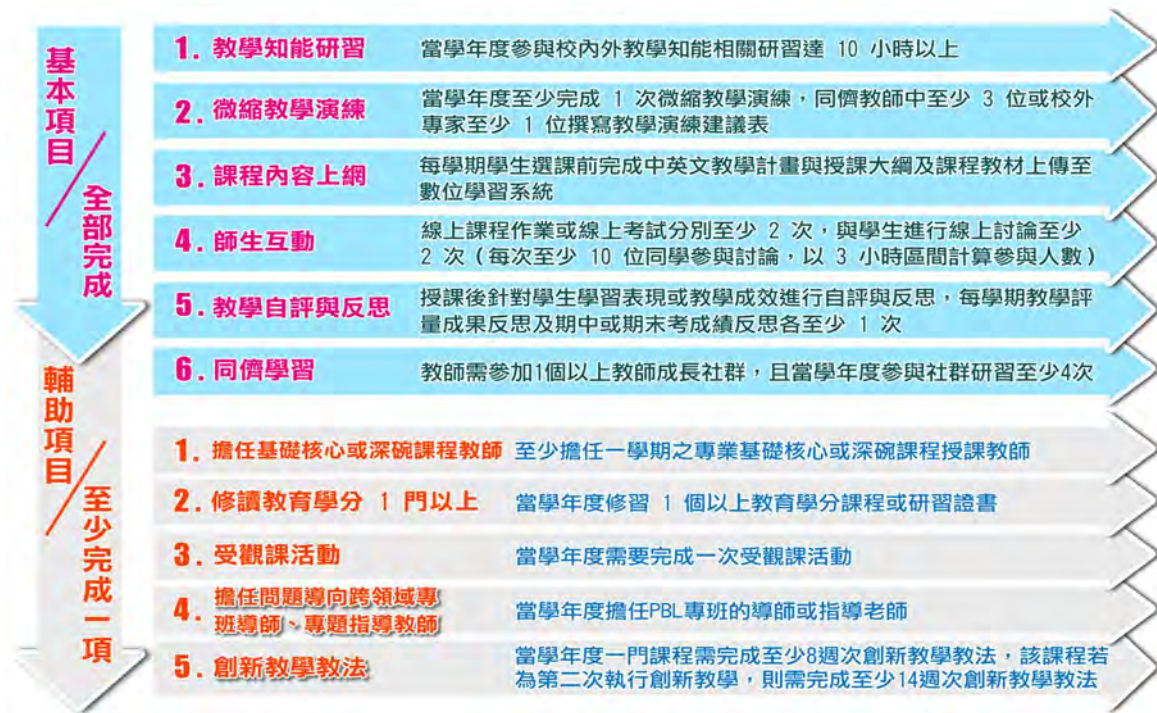 基本項目/全部完成
1. 教學知能研習
當學年度參與校內外教學知能相關研習達 10 小時以上
2. 微縮教學演練
當學年度至少完成 1 次微縮教學演練，同儕教師中至少 3 位或校外
專家至少 1 位撰寫教學演練建議表
3. 課程內容上網
每學期學生選課前完成中英文教學計畫與授課大綱及課程教材上傳至
數位學習系統
4. 師生互動
線上課程作業或線上考試分別至少 2 次，與學生進行線上討論至少
2 次（每次至少 10 位同學參與討論，以 3 小時區間計算參與人數）
5. 教學自評與反思
授課後針對學生學習表現或教學成效進行自評與反思，每學期教學評
量成果反思及期中或期末考成績反思各至少 1 次
6. 同儕學習
教師需參加1個以上教師成長社群，且當學年度參與社群研習至少4次
輔助項目/至少完成一項
1. 擔任基礎核心或深碗課程教師
至少擔任一學期之專業基礎核心或深碗課程授課教師
2. 修讀教育學分 1 門以上
當學年度修習 1 個以上教育學分課程或研習證書
3. 受觀課活動
當學年度需要完成一次受觀課活動
4. 擔任問題導向跨領域專
班導師、專題指導教師
當學年度擔任PBL專班的導師或指導老師
5. 創新教學教法
當學年度一門課程需完成至少8週次創新教學教法，該課程若
為第二次執行創新教學，則需完成至少14週次創新教學教法